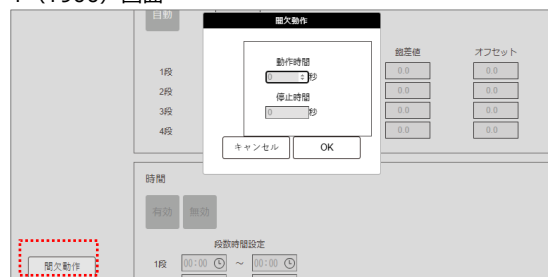 自動
間欠動作
動作時間
0 秒
停止時間
0 秒
キャンセル OK
オフセット
1段 0.0 0.0
2段 0.0 0.0
3段 0.0 0.0
4段 0.0 0.0
時間
有効 無効
段数時間設定
1段 00:00 ~ 00:00
間欠動作